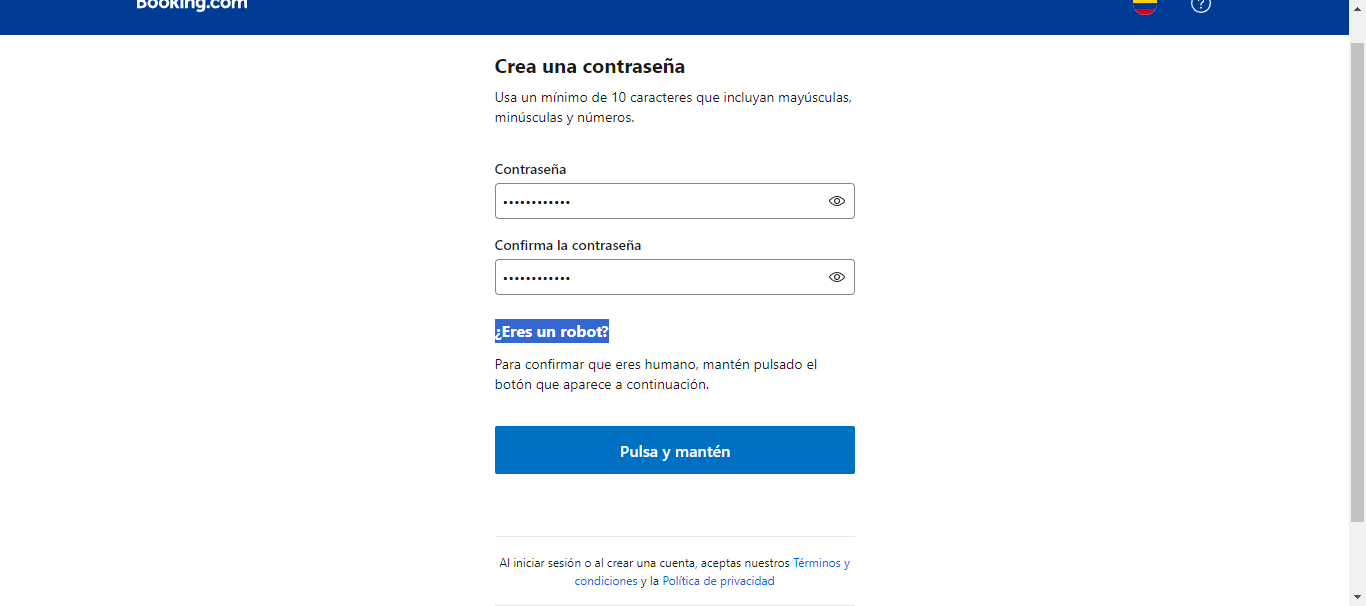 Booking.com
Crea una contraseña
Usa un mínimo de 10 caracteres que incluyan mayúsculas,
minúsculas y números.
Contraseña
••••••••••••
Confirma la contraseña
••••••••••••
¿Eres un robot?
Para confirmar que eres humano, mantén pulsado el
botón que aparece a continuación.
Pulsa y mantén
Al iniciar sesión o al crear una cuenta, aceptas nuestros Términos y
condiciones y la Política de privacidad